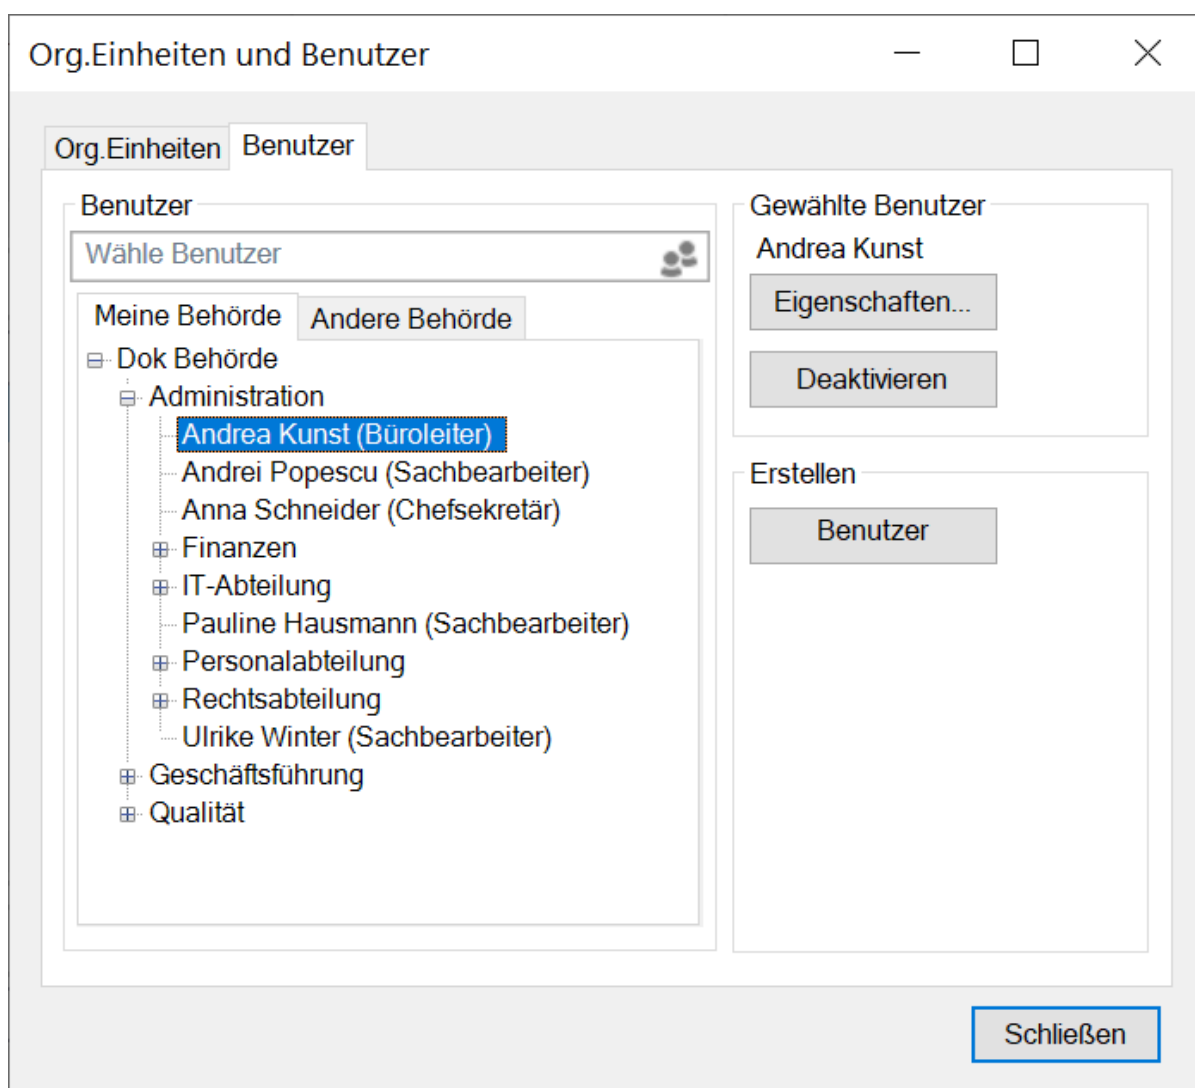 Org.Einheiten und Benutzer
Org.Einheiten
Benutzer
Benutzer
Wähle Benutzer
Meine Behörde
Andere Behörde
Dok Behörde
Administration
Andrea Kunst (Büroleiter)
Andrei Popescu (Sachbearbeiter)
Anna Schneider (Chefsekretär)
Finanzen
IT-Abteilung
Pauline Hausmann (Sachbearbeiter)
Personalabteilung
Rechtsabteilung
Ulrike Winter (Sachbearbeiter)
Geschäftsführung
Qualität
Gewählte Benutzer
Andrea Kunst
Eigenschaften...
Deaktivieren
Erstellen
Benutzer
Schließen